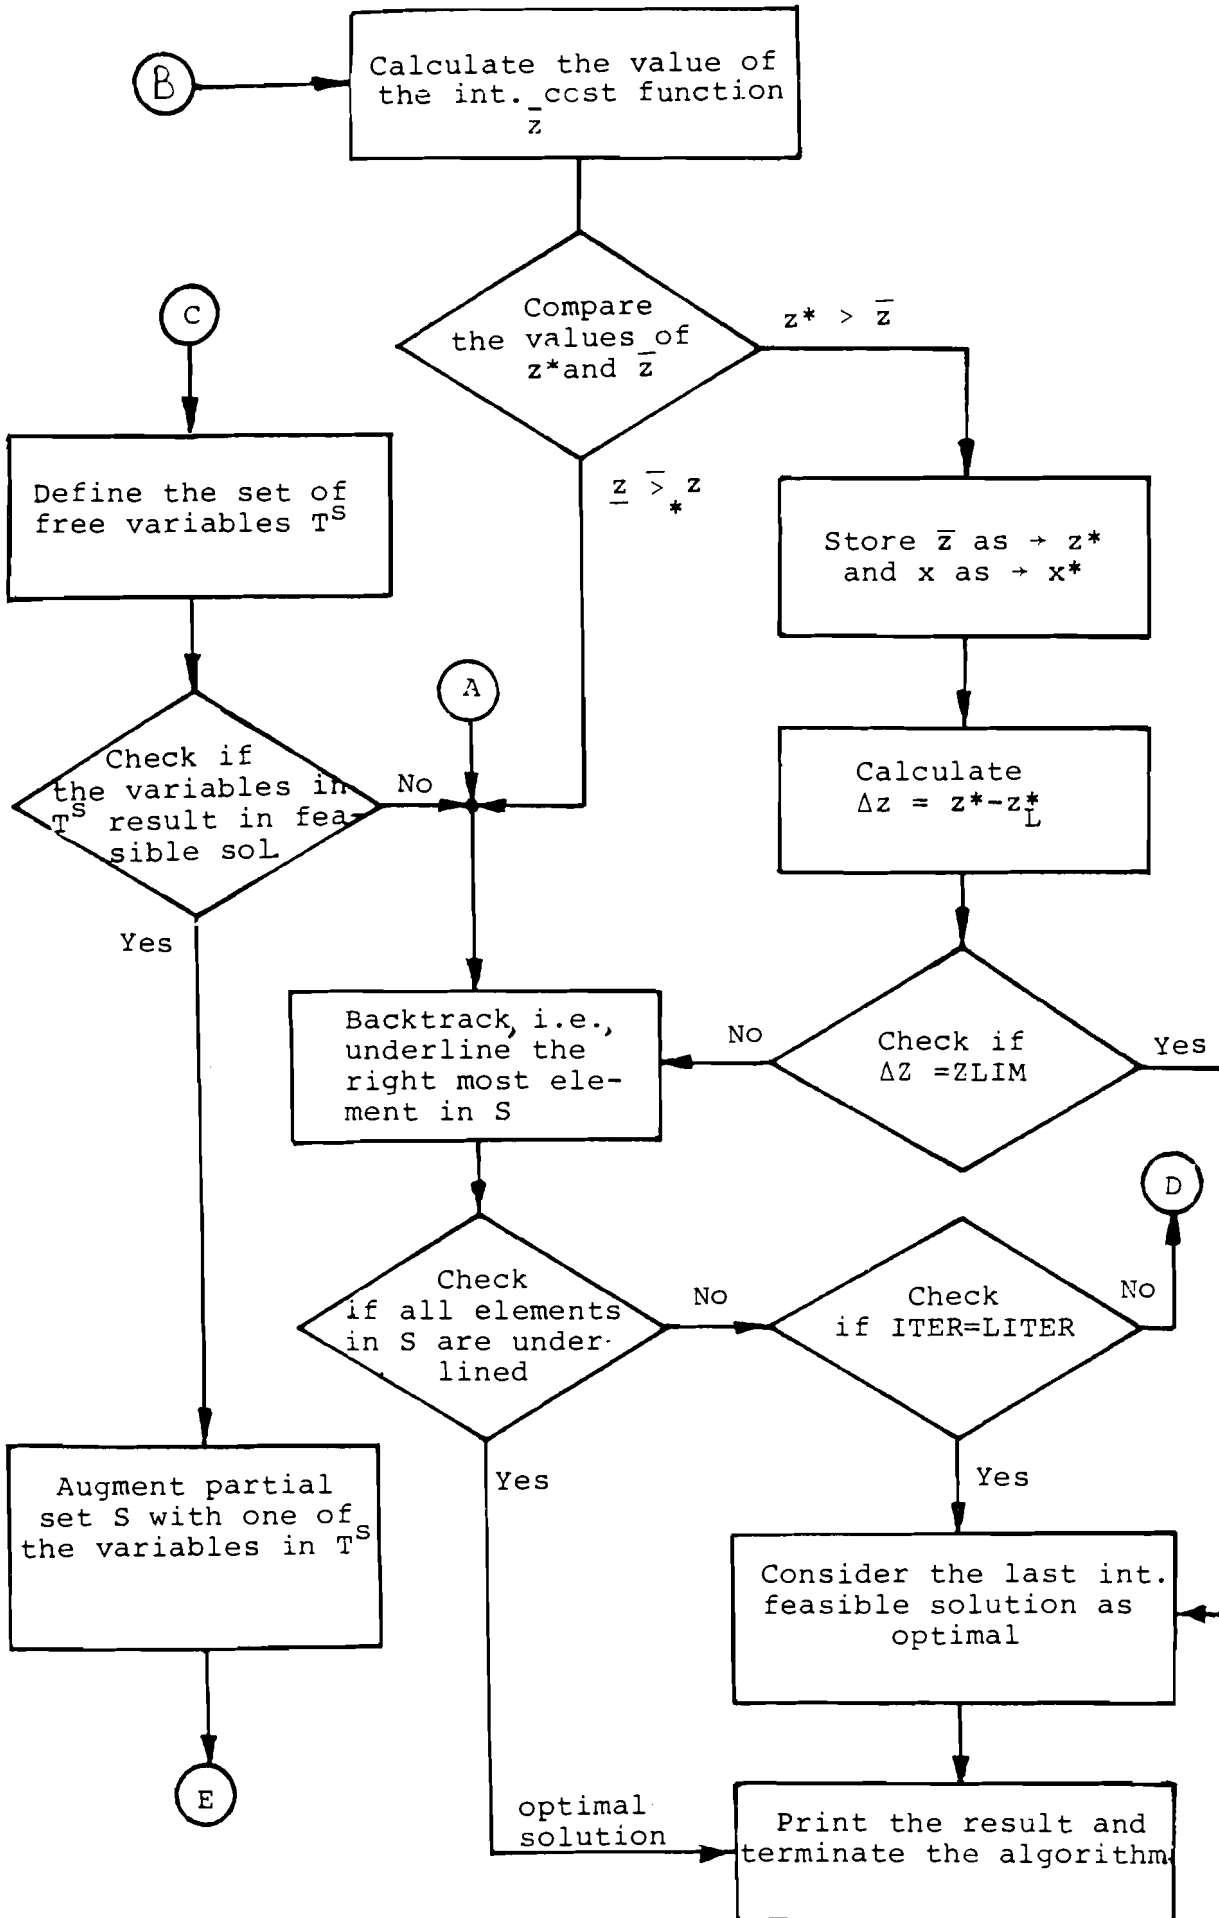 B
Calculate the value of
the int. ccst function
z̄
Compare
the values of
z*and z̄
z* > z̄
C
z̲ >̅ * z
Define the set of
free variables T^S
Store z̄ as → z*
and x as → x*
A
Check if
the variables in
T^S result in fea-
sible sol.
No
Yes
Calculate
Δz = z*-z*L
Backtrack, i.e.,
underline the
right most ele-
ment in S
No
Check if
ΔZ =ZLIM
Yes
D
Check
if all elements
in S are under-
lined
No
Check
if ITER=LITER
No
Yes
Yes
Augment partial
set S with one of
the variables in T^S
Consider the last int.
feasible solution as
optimal
E
optimal
solution
Print the result and
terminate the algorithm